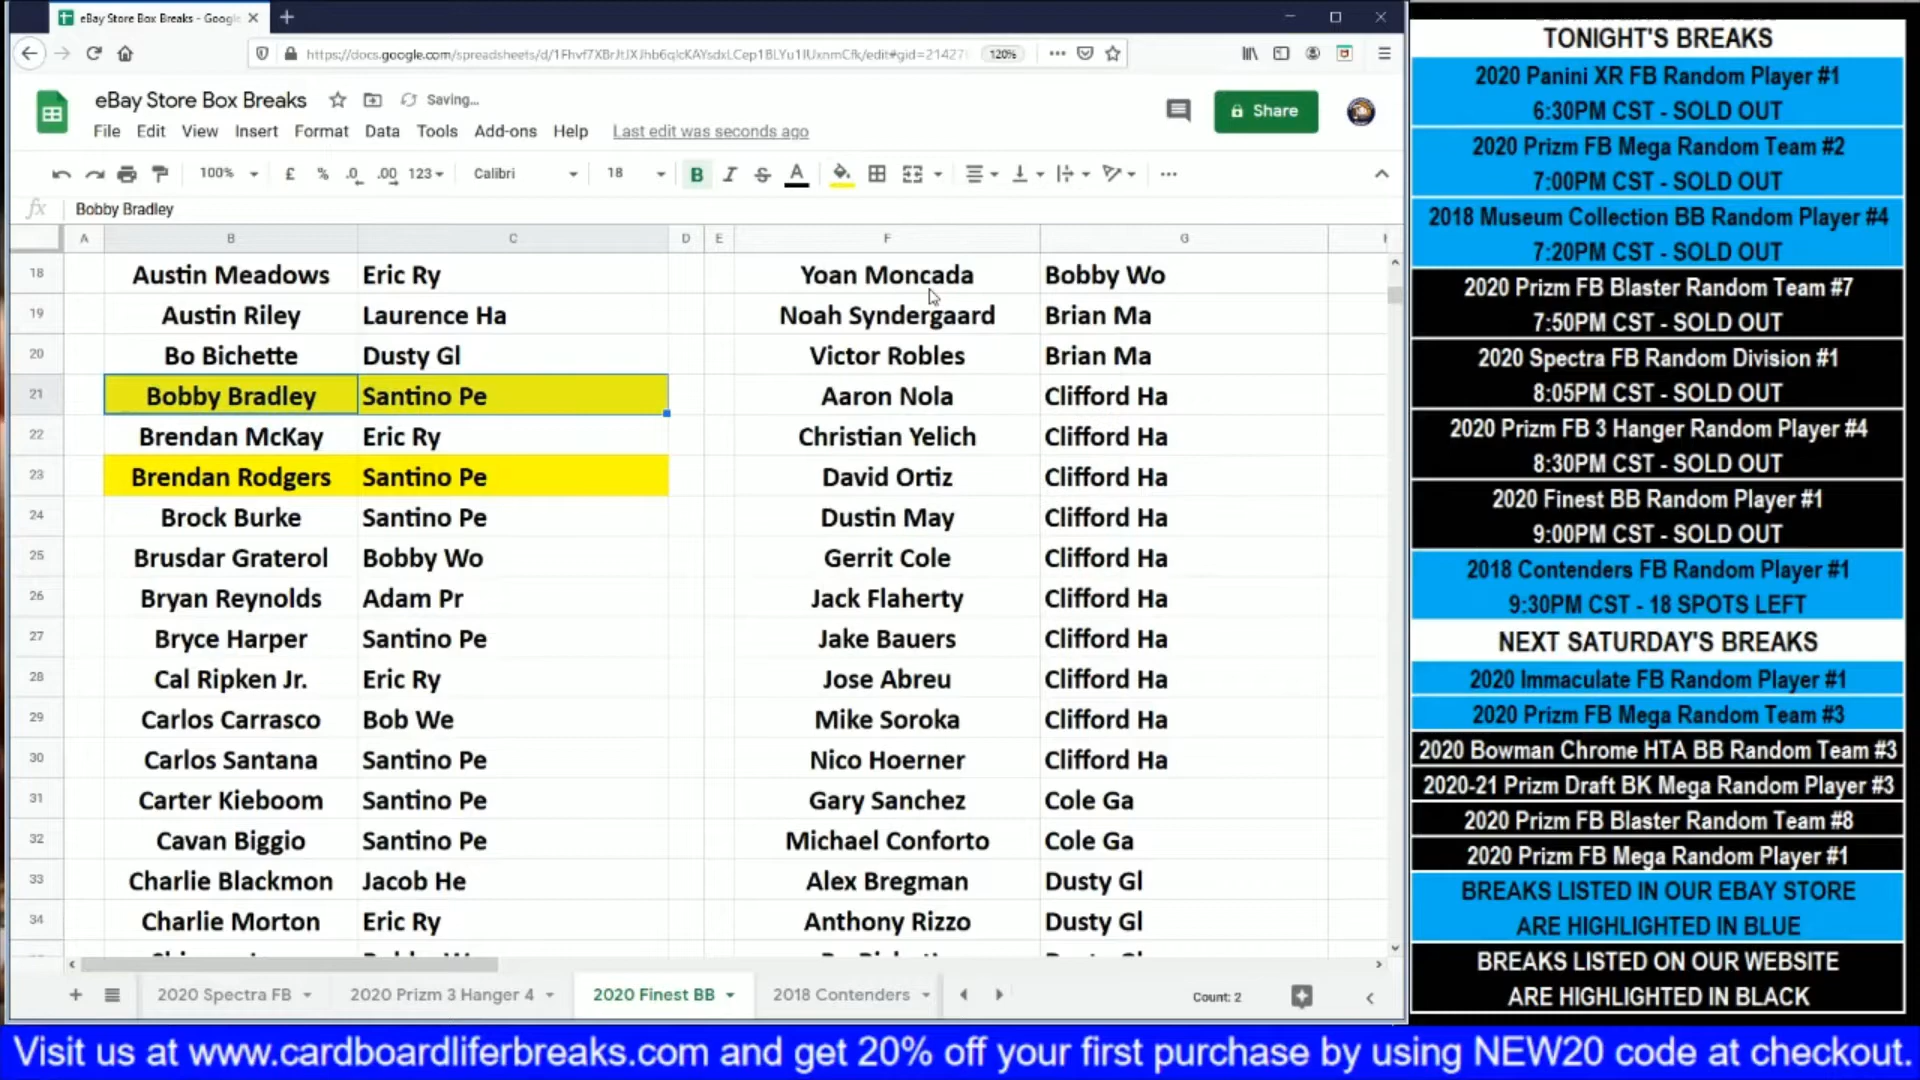 eBay Store Box Breaks - Google
https://docs.google.com/spreadsheets/d/1Fhvf7XBrJtJXJhb6qlcKAYsdxLCep1BLYu1IUxnmCfk/edit#gid=21427
120%
eBay Store Box Breaks
Saving...
Share
File Edit View Insert Format Data Tools Add-ons Help Last edit was seconds ago
100% £ % .0 .00 123 Calibri 18 B I S A
fx Bobby Bradley
A B C D E F G
18 Austin Meadows Eric Ry Yoan Moncada Bobby Wo
19 Austin Riley Laurence Ha Noah Syndergaard Brian Ma
20 Bo Bichette Dusty Gl Victor Robles Brian Ma
21 Bobby Bradley Santino Pe Aaron Nola Clifford Ha
22 Brendan McKay Eric Ry Christian Yelich Clifford Ha
23 Brendan Rodgers Santino Pe David Ortiz Clifford Ha
24 Brock Burke Santino Pe Dustin May Clifford Ha
25 Brusdar Graterol Bobby Wo Gerrit Cole Clifford Ha
26 Bryan Reynolds Adam Pr Jack Flaherty Clifford Ha
27 Bryce Harper Santino Pe Jake Bauers Clifford Ha
28 Cal Ripken Jr. Eric Ry Jose Abreu Clifford Ha
29 Carlos Carrasco Bob We Mike Soroka Clifford Ha
30 Carlos Santana Santino Pe Nico Hoerner Clifford Ha
31 Carter Kieboom Santino Pe Gary Sanchez Cole Ga
32 Cavan Biggio Santino Pe Michael Conforto Cole Ga
33 Charlie Blackmon Jacob He Alex Bregman Dusty Gl
34 Charlie Morton Eric Ry Anthony Rizzo Dusty Gl
2020 Spectra FB 2020 Prizm 3 Hanger 4 2020 Finest BB 2018 Contenders Count: 2
TONIGHT'S BREAKS
2020 Panini XR FB Random Player #1
6:30PM CST - SOLD OUT
2020 Prizm FB Mega Random Team #2
7:00PM CST - SOLD OUT
2018 Museum Collection BB Random Player #4
7:20PM CST - SOLD OUT
2020 Prizm FB Blaster Random Team #7
7:50PM CST - SOLD OUT
2020 Spectra FB Random Division #1
8:05PM CST - SOLD OUT
2020 Prizm FB 3 Hanger Random Player #4
8:30PM CST - SOLD OUT
2020 Finest BB Random Player #1
9:00PM CST - SOLD OUT
2018 Contenders FB Random Player #1
9:30PM CST - 18 SPOTS LEFT
NEXT SATURDAY'S BREAKS
2020 Immaculate FB Random Player #1
2020 Prizm FB Mega Random Team #3
2020 Bowman Chrome HTA BB Random Team #3
2020-21 Prizm Draft BK Mega Random Player #3
2020 Prizm FB Blaster Random Team #8
2020 Prizm FB Mega Random Player #1
BREAKS LISTED IN OUR EBAY STORE
ARE HIGHLIGHTED IN BLUE
BREAKS LISTED ON OUR WEBSITE
ARE HIGHLIGHTED IN BLACK
Visit us at www.cardboardliferbreaks.com and get 20% off your first purchase by using NEW20 code at checkout.